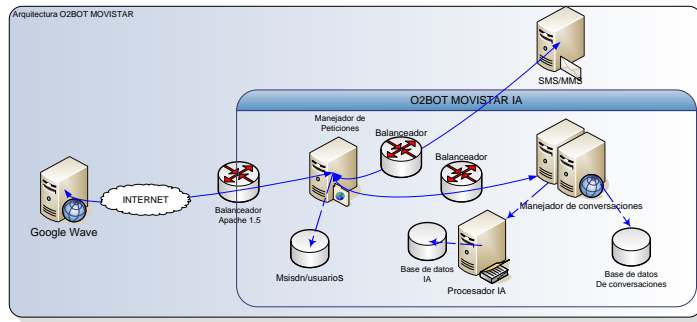 Arquitectura O2BOT MOVISTAR
SMS/MMS
O2BOT MOVISTAR IA
Manejador de
Peticiones
Balanceador
Balanceador
INTERNET
Google Wave
Balanceador
Apache 1.5
Manejador de conversaciones
Msisdn/usuarios
Base de datos
IA
Procesador IA
Base de datos
De conversaciones